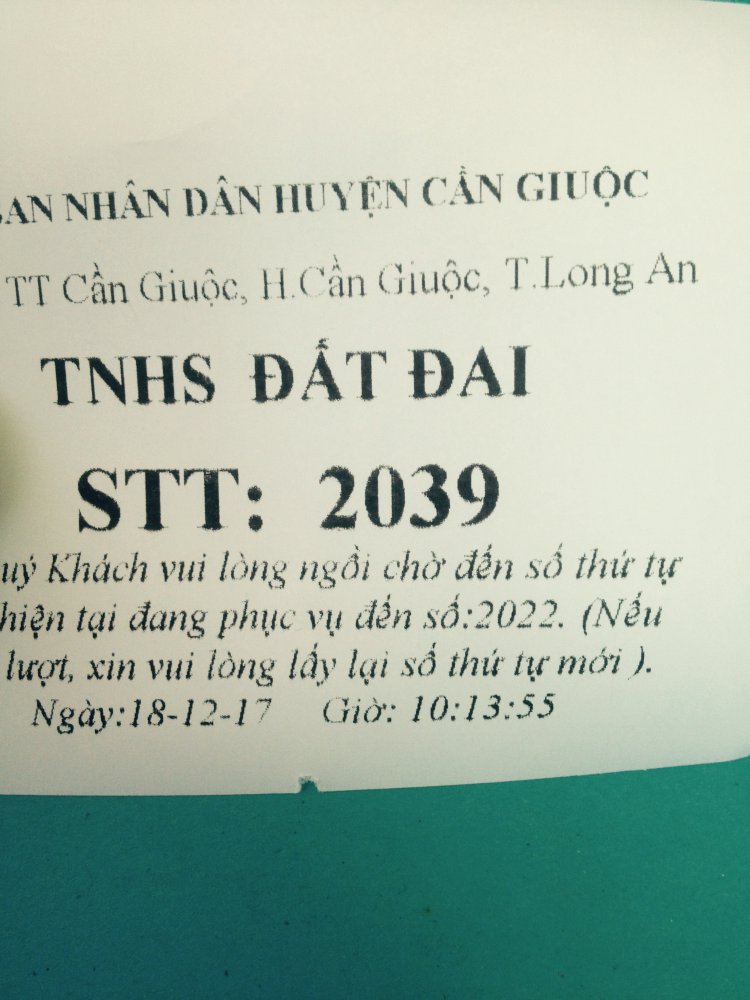 NHÂN DÂN HUYỆN CẦN GIUỘC
TT Cần Giuộc, H.Cần Giuộc, T.Long An
TNHS ĐẤT ĐAI
STT: 2039
Khách vui lòng ngồi chờ đến số thứ tự
hiện tại đang phục vụ đến số:2022. (Nếu
lượt, xin vui lòng lấy lại số thứ tự mới ).
Ngày:18-12-17 Giờ: 10:13:55